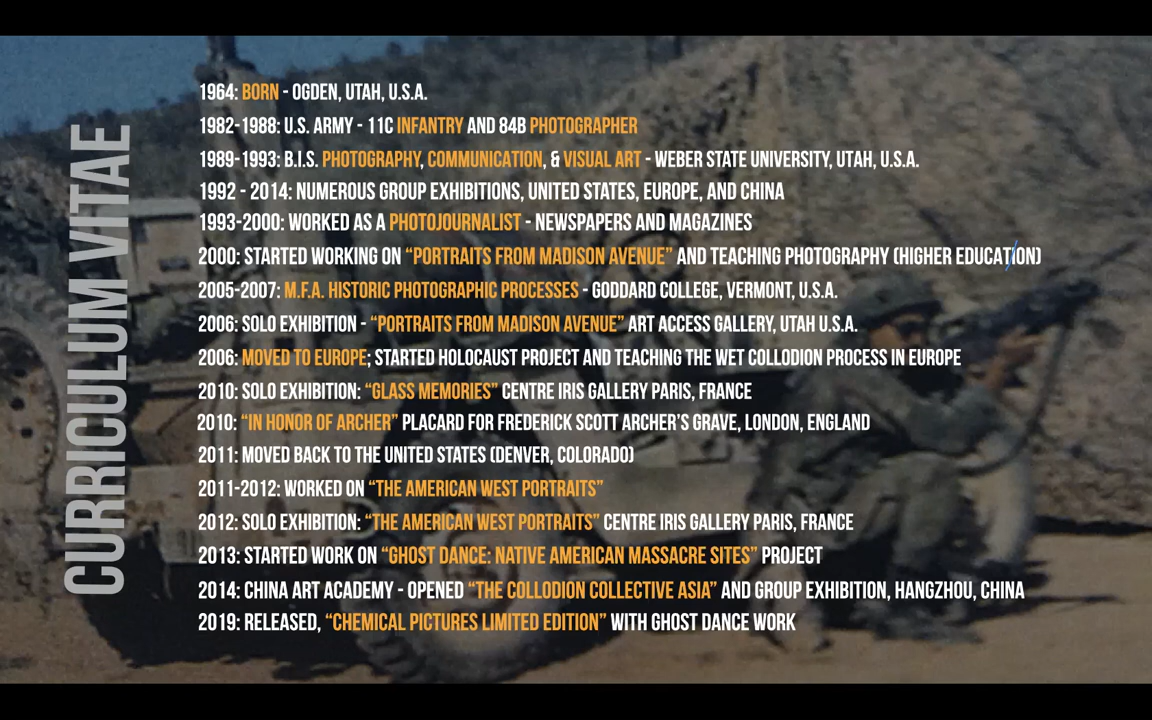 CURRICULUM VITAE
1964: BORN - OGDEN, UTAH, U.S.A.
1982-1988: U.S. ARMY - 11C INFANTRY AND 84B PHOTOGRAPHER
1989-1993: B.I.S. PHOTOGRAPHY, COMMUNICATION, & VISUAL ART - WEBER STATE UNIVERSITY, UTAH, U.S.A.
1992 - 2014: NUMEROUS GROUP EXHIBITIONS, UNITED STATES, EUROPE, AND CHINA
1993-2000: WORKED AS A PHOTOJOURNALIST - NEWSPAPERS AND MAGAZINES
2000: STARTED WORKING ON “PORTRAITS FROM MADISON AVENUE” AND TEACHING PHOTOGRAPHY (HIGHER EDUCATION)
2005-2007: M.F.A. HISTORIC PHOTOGRAPHIC PROCESSES - GODDARD COLLEGE, VERMONT, U.S.A.
2006: SOLO EXHIBITION - “PORTRAITS FROM MADISON AVENUE” ART ACCESS GALLERY, UTAH U.S.A.
2006: MOVED TO EUROPE; STARTED HOLOCAUST PROJECT AND TEACHING THE WET COLLODION PROCESS IN EUROPE
2010: SOLO EXHIBITION: “GLASS MEMORIES” CENTRE IRIS GALLERY PARIS, FRANCE
2010: “IN HONOR OF ARCHER” PLACARD FOR FREDERICK SCOTT ARCHER’S GRAVE, LONDON, ENGLAND
2011: MOVED BACK TO THE UNITED STATES (DENVER, COLORADO)
2011-2012: WORKED ON “THE AMERICAN WEST PORTRAITS”
2012: SOLO EXHIBITION: “THE AMERICAN WEST PORTRAITS” CENTRE IRIS GALLERY PARIS, FRANCE
2013: STARTED WORK ON “GHOST DANCE: NATIVE AMERICAN MASSACRE SITES” PROJECT
2014: CHINA ART ACADEMY - OPENED “THE COLLODION COLLECTIVE ASIA” AND GROUP EXHIBITION, HANGZHOU, CHINA
2019: RELEASED, “CHEMICAL PICTURES LIMITED EDITION” WITH GHOST DANCE WORK